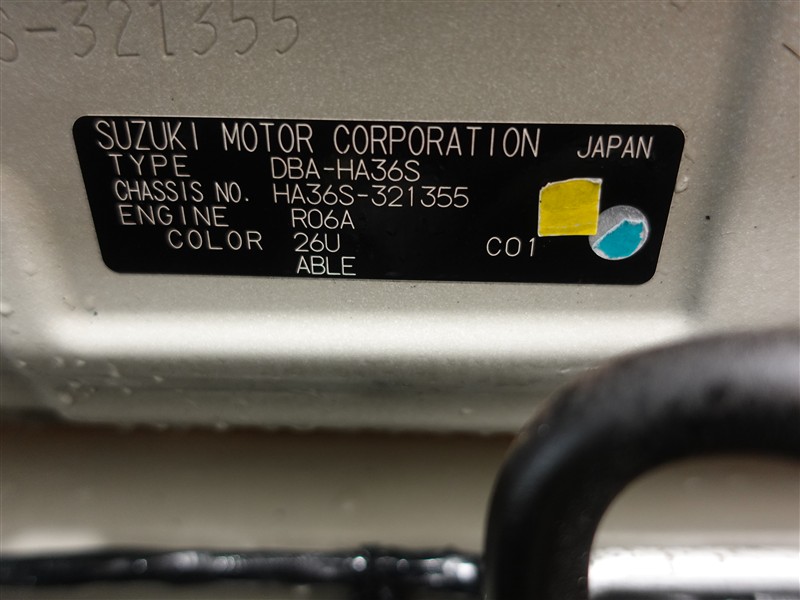 S-321355
SUZUKI MOTOR CORPORATION JAPAN
TYPE DBA-HA36S
CHASSIS NO. HA36S-321355
ENGINE R06A
COLOR 26U C01
ABLE